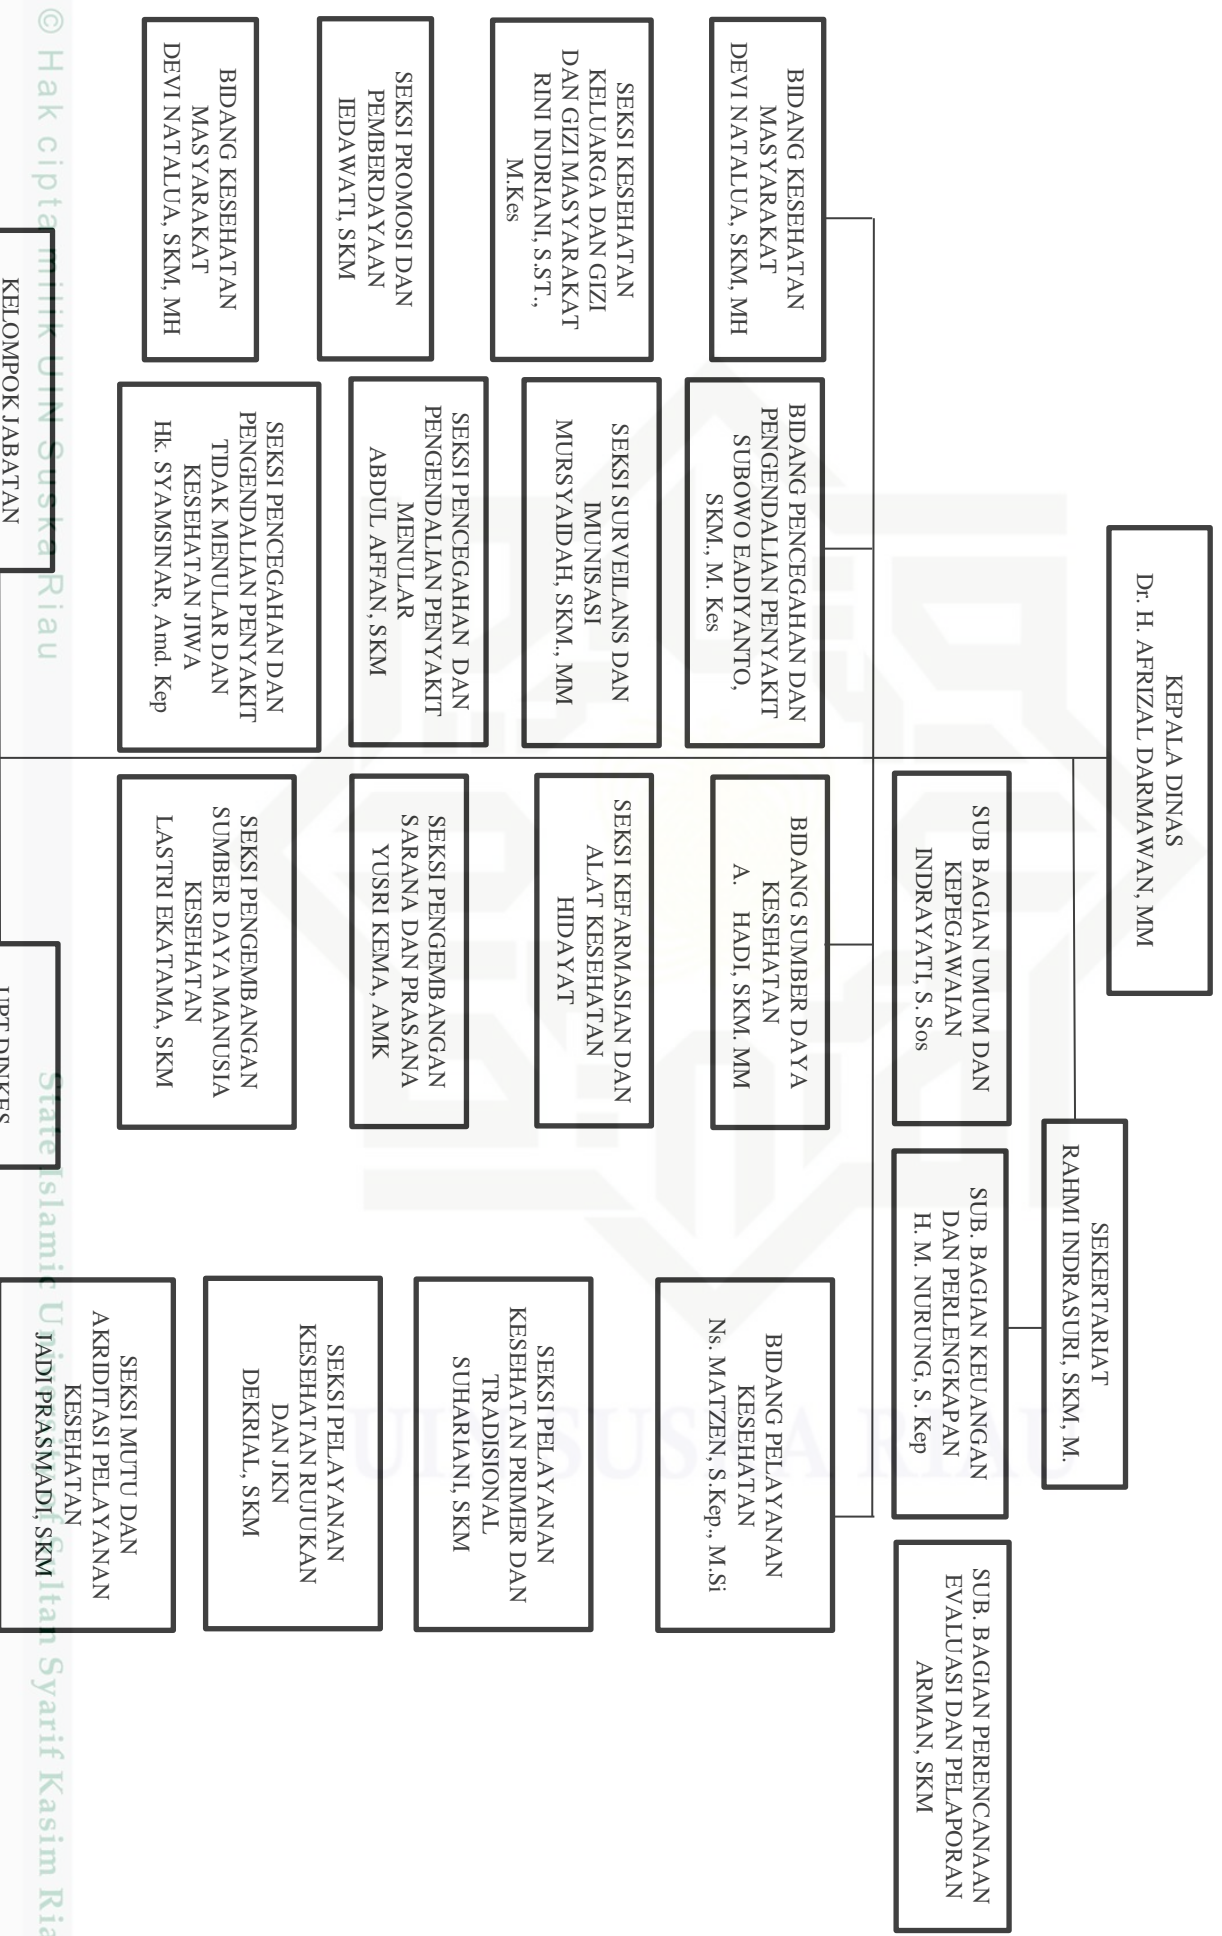 KEPALA DINAS
Dr. H. AFRIZAL DARMAWAN, MM
SEKERTARIAT
RAHMI INDRASURI, SKM, M.
SUB BAGIAN UMUM DAN
KEPEGAWAIAN
INDRAYATI, S. Sos
SUB. BAGIAN KEUANGAN
DAN PERLENGKAPAN
H. M. NURUNG, S. Kep
SUB. BAGIAN PERENCANAAN
EVALUASI DAN PELAPORAN
ARMAN, SKM
BIDANG KESEHATAN
MASYARAKAT
DEVI NATALUA, SKM, MH
BIDANG PENCEGAHAN DAN
PENGENDALIAN PENYAKIT
SUBOWO EADIYANTO,
SKM., M. Kes
BIDANG SUMBER DAYA
KESEHATAN
A. HADI, SKM. MM
BIDANG PELAYANAN
KESEHATAN
Ns. MATZEN, S.Kep., M.Si
SEKSI KESEHATAN
KELUARGA DAN GIZI
DAN GIZI MASYARAKAT
RINI INDRIANI, S.ST.,
M.Kes
SEKSI SURVEILANS DAN
IMUNISASI
MURSYAIDAH, SKM., MM
SEKSI KEFARMASIAN DAN
ALAT KESEHATAN
HIDAYAT
SEKSI PELAYANAN
KESEHATAN PRIMER DAN
TRADISIONAL
SUHARIANI, SKM
SEKSI PROMOSI DAN
PEMBERDAYAAN
IEDAWATI, SKM
SEKSI PENCEGAHAN DAN
PENGENDALIAN PENYAKIT
MENULAR
ABDUL AFFAN, SKM
SEKSI PENGEMBANGAN
SARANA DAN PRASANA
YUSRI KEMA, AMK
SEKSI PELAYANAN
KESEHATAN RUJUKAN
DAN JKN
DEKRIAL, SKM
BIDANG KESEHATAN
MASYARAKAT
DEVI NATALUA, SKM, MH
SEKSI PENCEGAHAN DAN
PENGENDALIAN PENYAKIT
TIDAK MENULAR DAN
KESEHATAN JIWA
Hk. SYAMSINAR, Amd. Kep
SEKSI PENGEMBANGAN
SUMBER DAYA MANUSIA
KESEHATAN
LASTRI EKATAMA, SKM
SEKSI MUTU DAN
AKRIDITASI PELAYANAN
KESEHATAN
JADI PRASMADI, SKM
KELOMPOK JABATAN
UPT DINKES
© Hak cipta milik UIN Suska Riau
State Islamic University of Sultan Syarif Kasim Ria
UIN SUSKA RIAU